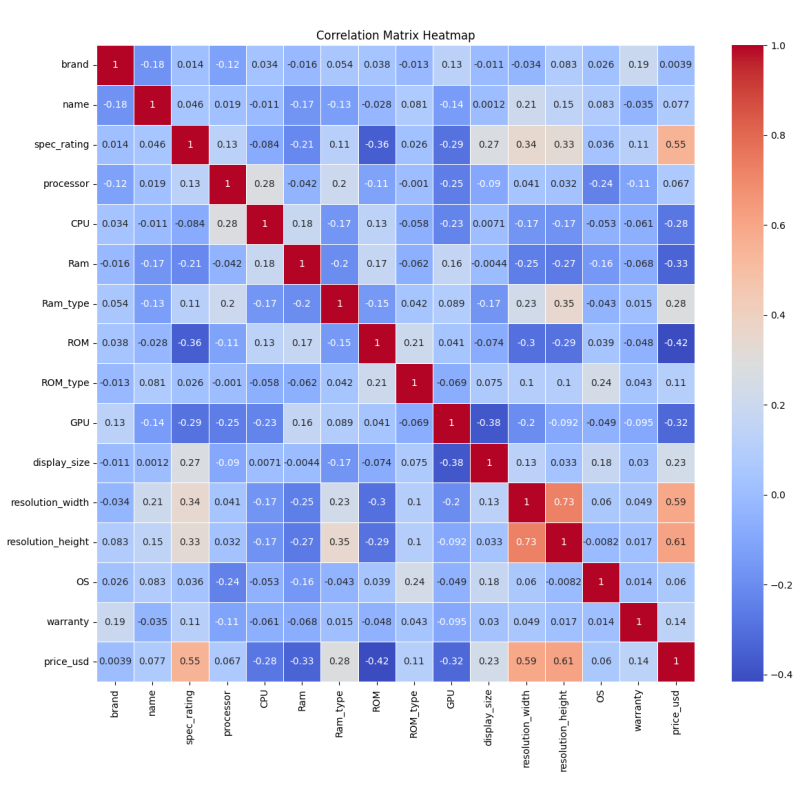 Correlation Matrix Heatmap
brand 1 -0.18 0.014 -0.12 0.034 -0.016 0.054 0.038 -0.013 0.13 -0.011 -0.034 0.083 0.026 0.19 0.0039
name -0.18 1 0.046 0.019 -0.011 -0.17 -0.13 -0.028 0.081 -0.14 0.0012 0.21 0.15 0.083 -0.035 0.077
spec_rating 0.014 0.046 1 0.13 -0.084 -0.21 0.11 -0.36 0.026 -0.29 0.27 0.34 0.33 0.036 0.11 0.55
processor -0.12 0.019 0.13 1 0.28 -0.042 0.2 -0.11 -0.001 -0.25 -0.09 0.041 0.032 -0.24 -0.11 0.067
CPU 0.034 -0.011 -0.084 0.28 1 0.18 -0.17 0.13 -0.058 -0.23 0.0071 -0.17 -0.17 -0.053 -0.061 -0.28
Ram -0.016 -0.17 -0.21 -0.042 0.18 1 -0.2 0.17 -0.062 0.16 -0.0044 -0.25 -0.27 -0.16 -0.068 -0.33
Ram_type 0.054 -0.13 0.11 0.2 -0.17 -0.2 1 -0.15 0.042 0.089 -0.17 0.23 0.35 -0.043 0.015 0.28
ROM 0.038 -0.028 -0.36 -0.11 0.13 0.17 -0.15 1 0.21 0.041 -0.074 -0.3 -0.29 0.039 -0.048 -0.42
ROM_type -0.013 0.081 0.026 -0.001 -0.058 -0.062 0.042 0.21 1 -0.069 0.075 0.1 0.1 0.24 0.043 0.11
GPU 0.13 -0.14 -0.29 -0.25 -0.23 0.16 0.089 0.041 -0.069 1 -0.38 -0.2 -0.092 -0.049 -0.095 -0.32
display_size -0.011 0.0012 0.27 -0.09 0.0071 -0.0044 -0.17 -0.074 0.075 -0.38 1 0.13 0.033 0.18 0.03 0.23
resolution_width -0.034 0.21 0.34 0.041 -0.17 -0.25 0.23 -0.3 0.1 -0.2 0.13 1 0.73 0.06 0.049 0.59
resolution_height 0.083 0.15 0.33 0.032 -0.17 -0.27 0.35 -0.29 0.1 -0.092 0.033 0.73 1 -0.0082 0.017 0.61
OS 0.026 0.083 0.036 -0.24 -0.053 -0.16 -0.043 0.039 0.24 -0.049 0.18 0.06 -0.0082 1 0.014 0.06
warranty 0.19 -0.035 0.11 -0.11 -0.061 -0.068 0.015 -0.048 0.043 -0.095 0.03 0.049 0.017 0.014 1 0.14
price_usd 0.0039 0.077 0.55 0.067 -0.28 -0.33 0.28 -0.42 0.11 -0.32 0.23 0.59 0.61 0.06 0.14 1
brand name spec_rating processor CPU Ram Ram_type ROM ROM_type GPU display_size resolution_width resolution_height OS warranty price_usd
1.0
0.8
0.6
0.4
0.2
0.0
−0.2
−0.4